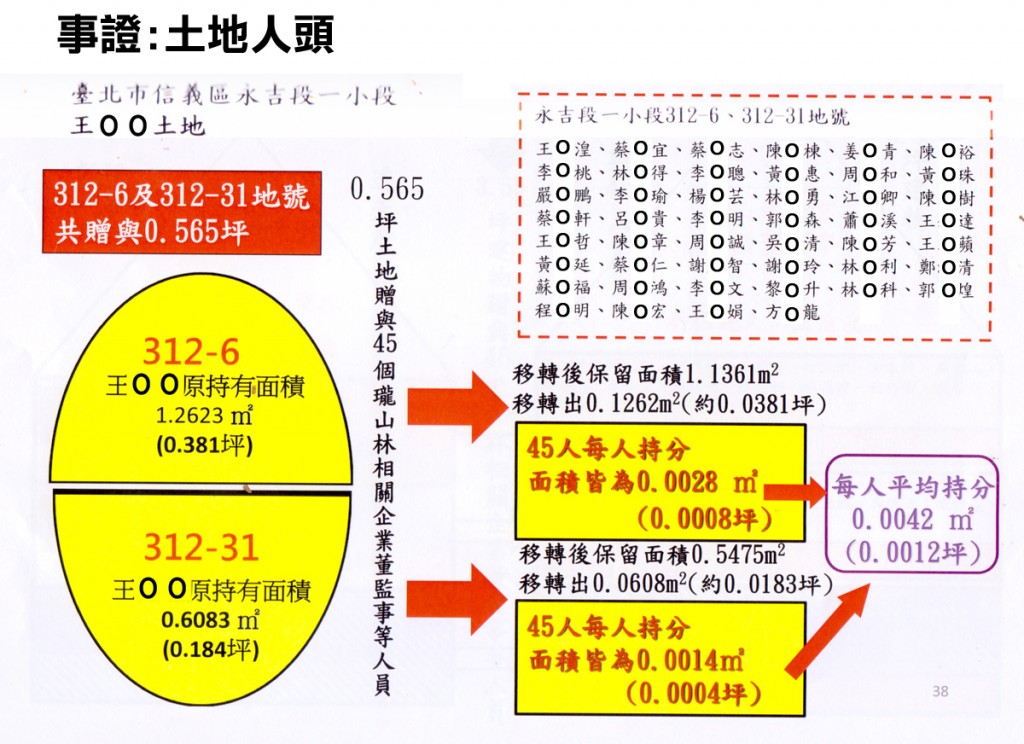 事證：土地人頭
臺北市信義區永吉段一小段
王〇〇土地
312-6及312-31地號
共贈與0.565坪
0.565
坪土地贈與45個瓏山林相關企業董監事等人員
312-6
王〇〇原持有面積
1.2623 ㎡
(0.381坪)
312-31
王〇〇原持有面積
0.6083 ㎡
(0.184坪)
永吉段一小段312-6、312-31地號
王〇湟、蔡〇宜、蔡〇志、陳〇棟、姜〇青、陳〇裕
李〇桃、林〇得、李〇聰、黃〇惠、周〇和、黃〇珠
嚴〇鵬、李〇瑜、楊〇芸、林〇勇、江〇卿、陳〇樹
蔡〇軒、呂〇貴、李〇明、郭〇森、蕭〇溪、王〇達
王〇哲、陳〇章、周〇誠、吳〇清、陳〇芳、王〇蘋
黃〇延、蔡〇仁、謝〇智、謝〇玲、林〇利、鄭〇清
蘇〇福、周〇鴻、李〇文、黎〇升、林〇科、郭〇煌
程〇明、陳〇宏、王〇娟、方〇龍
移轉後保留面積1.1361m²
移轉出0.1262m²(約0.0381坪)
45人每人持分
面積皆為0.0028 ㎡
(0.0008坪)
移轉後保留面積0.5475m²
移轉出0.0608m²(約0.0183坪)
45人每人持分
面積皆為0.0014㎡
(0.0004坪)
每人平均持分
0.0042 ㎡
(0.0012坪)
38